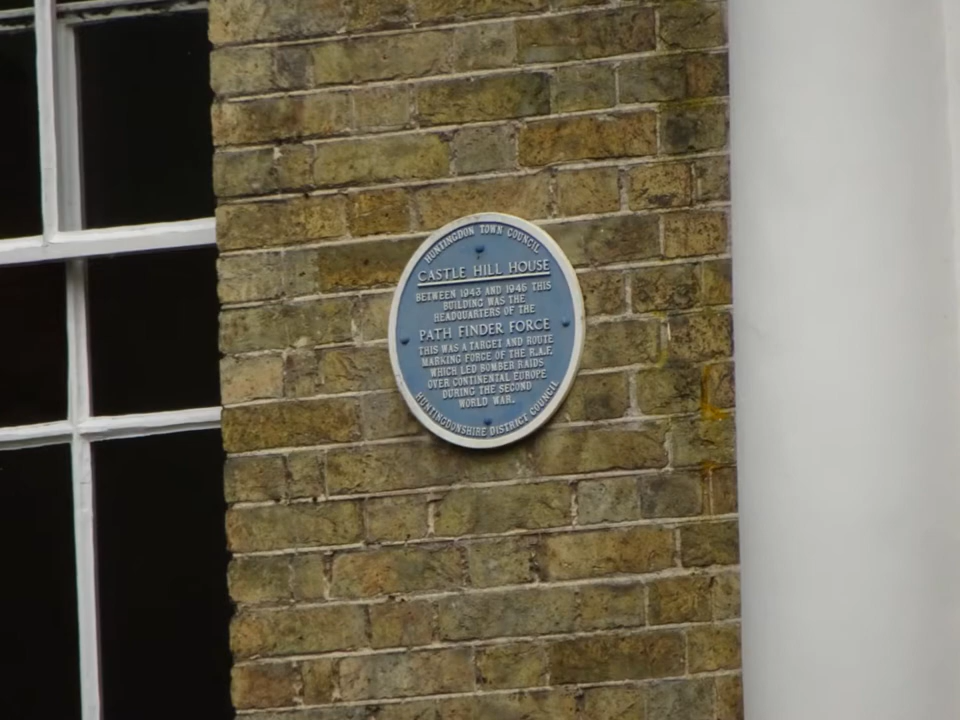 HUNTINGDON TOWN COUNCIL
CASTLE HILL HOUSE
BETWEEN 1943 AND 1946 THIS
BUILDING WAS THE
HEADQUARTERS OF THE
PATH FINDER FORCE
THIS WAS A TARGET AND ROUTE
MARKING FORCE OF THE R.A.F.
WHICH LED BOMBER RAIDS
OVER CONTINENTAL EUROPE
DURING THE SECOND
WORLD WAR.
HUNTINGDONSHIRE DISTRICT COUNCIL